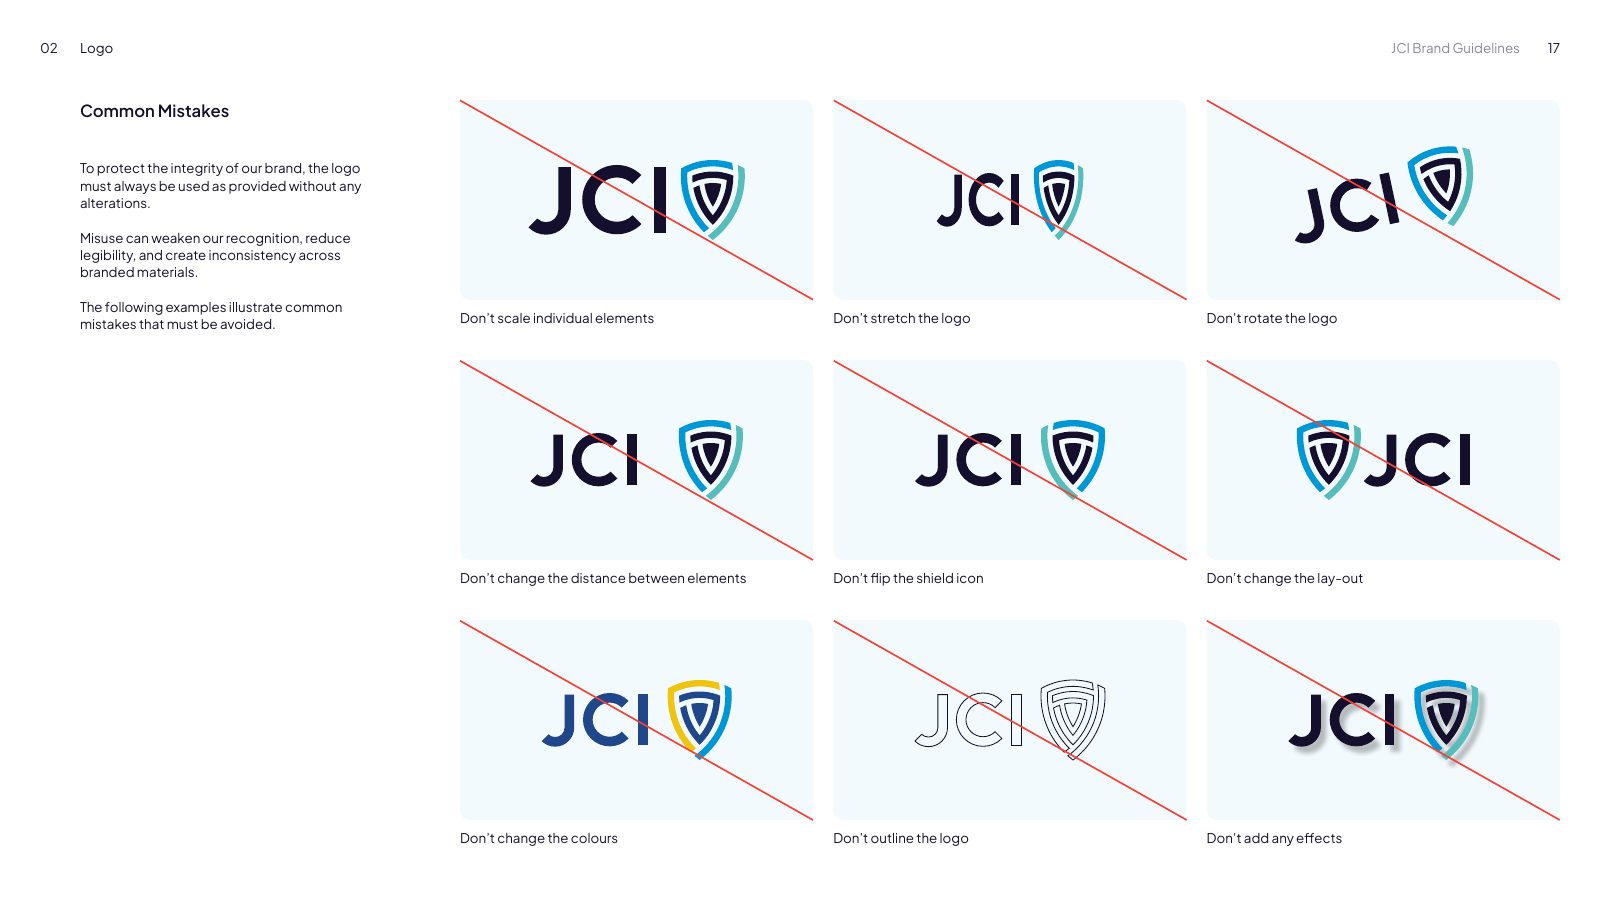 02 Logo
JCI Brand Guidelines 17
Common Mistakes
To protect the integrity of our brand, the logo
must always be used as provided without any
alterations.
Misuse can weaken our recognition, reduce
legibility, and create inconsistency across
branded materials.
The following examples illustrate common
mistakes that must be avoided.
JCI
Don’t scale individual elements
JCI
Don’t stretch the logo
JCI
Don’t rotate the logo
JCI
Don’t change the distance between elements
JCI
Don’t flip the shield icon
JCI
Don’t change the lay-out
JCI
Don’t change the colours
JCI
Don’t outline the logo
JCI
Don’t add any effects